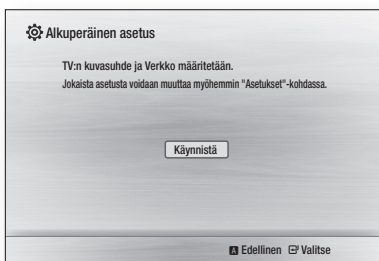 Alkuperäinen asetus
TV:n kuvasuhde ja Verkko määritetään.
Jokaista asetusta voidaan muuttaa myöhemmin "Asetukset"-kohdassa.
Käynnistä
A Edellinen Valitse